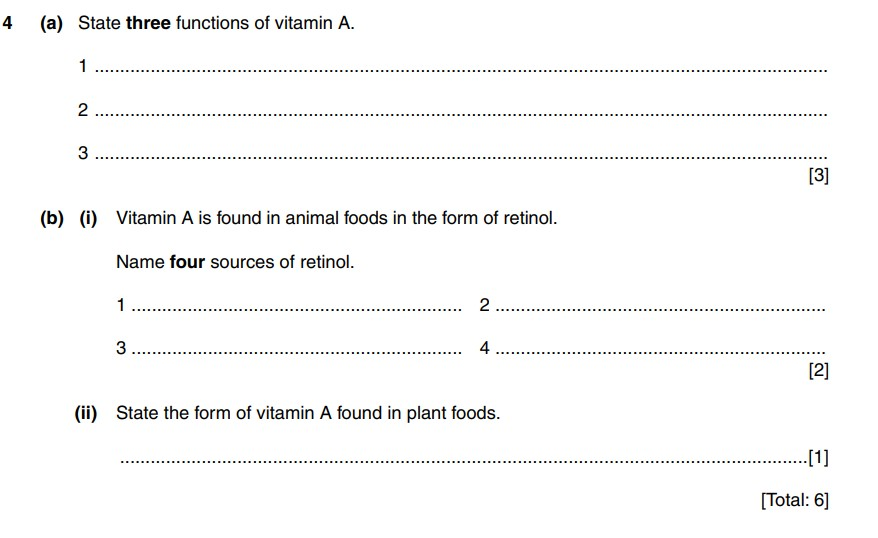 4 (a) State three functions of vitamin A.
1 ....................................................................................................................................................
2 ....................................................................................................................................................
3 ....................................................................................................................................................
[3]
(b) (i) Vitamin A is found in animal foods in the form of retinol.
Name four sources of retinol.
1 .................................................................. 2 ..................................................................
3 .................................................................. 4 ..................................................................
[2]
(ii) State the form of vitamin A found in plant foods.
..........................................................................................................................................[1]
[Total: 6]